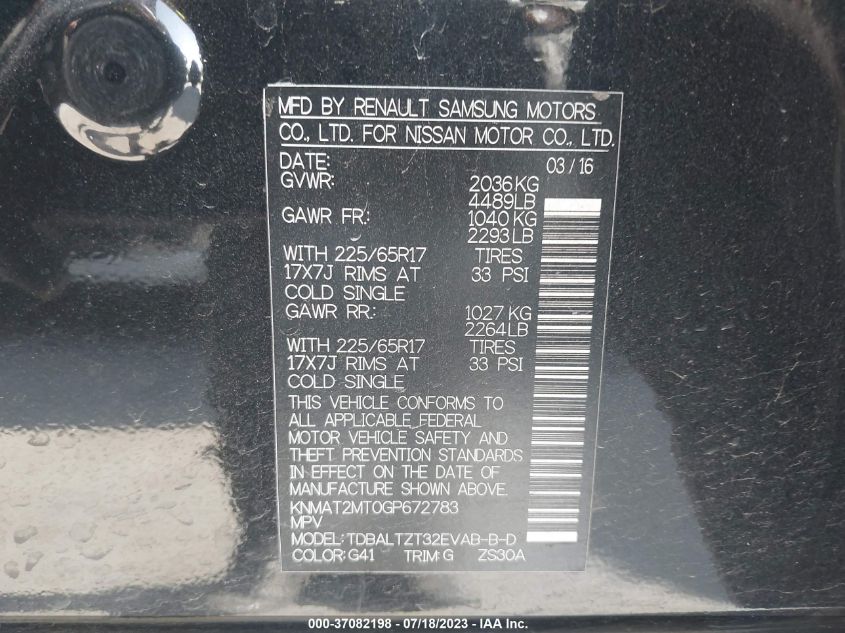 MFD BY RENAULT SAMSUNG MOTORS
CO., LTD. FOR NISSAN MOTOR CO., LTD.
DATE: 03 / 16
GVWR: 2036 KG
4489 LB
GAWR FR.: 1040 KG
2293 LB
WITH 225/65R17 TIRES
17X7J RIMS AT 33 PSI
COLD SINGLE
GAWR RR.: 1027 KG
2264 LB
WITH 225/65R17 TIRES
17X7J RIMS AT 33 PSI
COLD SINGLE
THIS VEHICLE CONFORMS TO
ALL APPLICABLE FEDERAL
MOTOR VEHICLE SAFETY AND
THEFT PREVENTION STANDARDS
IN EFFECT ON THE DATE OF
MANUFACTURE SHOWN ABOVE.
KNMAT2MT0GP672783
MPV
MODEL: TDBALTZT32EVAB-B-D
COLOR: G41 TRIM: G ZS30A
000-37082198 - 07/18/2023 - IAA Inc.